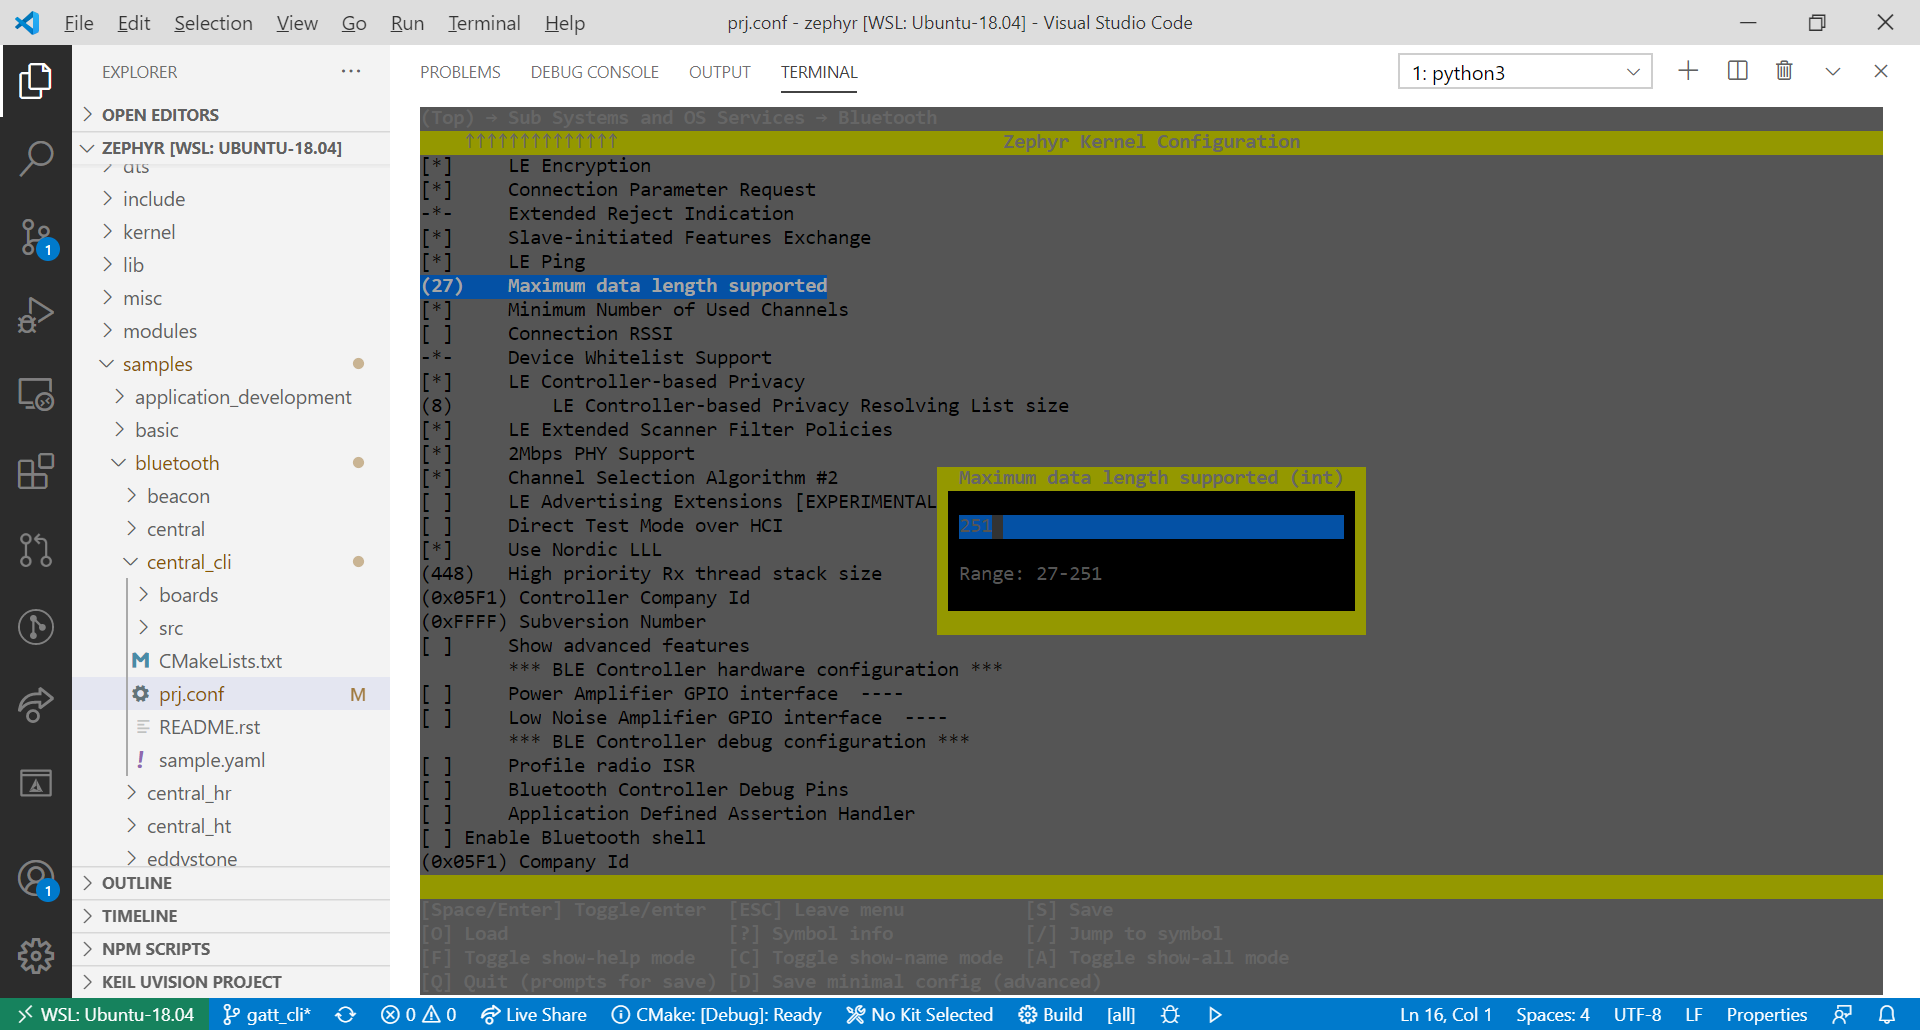 File Edit Selection View Go Run Terminal Help prj.conf - zephyr [WSL: Ubuntu-18.04] - Visual Studio Code
EXPLORER ...
OPEN EDITORS
ZEPHYR [WSL: UBUNTU-18.04]
dts
include
kernel
lib
misc
modules
samples
application_development
basic
bluetooth
beacon
central
central_cli
boards
src
CMakeLists.txt
prj.conf M
README.rst
! sample.yaml
central_hr
central_ht
eddystone
OUTLINE
TIMELINE
NPM SCRIPTS
KEIL UVISION PROJECT
1
1
PROBLEMS DEBUG CONSOLE OUTPUT TERMINAL 1: python3
(Top) → Sub Systems and OS Services → Bluetooth
↑↑↑↑↑↑↑↑↑↑↑↑↑↑ Zephyr Kernel Configuration
[*] LE Encryption
[*] Connection Parameter Request
-*- Extended Reject Indication
[*] Slave-initiated Features Exchange
[*] LE Ping
(27) Maximum data length supported
[*] Minimum Number of Used Channels
[ ] Connection RSSI
-*- Device Whitelist Support
[*] LE Controller-based Privacy
(8) LE Controller-based Privacy Resolving List size
[*] LE Extended Scanner Filter Policies
[*] 2Mbps PHY Support
[*] Channel Selection Algorithm #2
[ ] LE Advertising Extensions [EXPERIMENTAL
[ ] Direct Test Mode over HCI
[*] Use Nordic LLL
(448) High priority Rx thread stack size
(0x05F1) Controller Company Id
(0xFFFF) Subversion Number
[ ] Show advanced features
*** BLE Controller hardware configuration ***
[ ] Power Amplifier GPIO interface ----
[ ] Low Noise Amplifier GPIO interface ----
*** BLE Controller debug configuration ***
[ ] Profile radio ISR
[ ] Bluetooth Controller Debug Pins
[ ] Application Defined Assertion Handler
[ ] Enable Bluetooth shell
(0x05F1) Company Id
Maximum data length supported (int)
251
Range: 27-251
[Space/Enter] Toggle/enter [ESC] Leave menu [S] Save
[O] Load [?] Symbol info [/] Jump to symbol
[F] Toggle show-help mode [C] Toggle show-name mode [A] Toggle show-all mode
[Q] Quit (prompts for save) [D] Save minimal config (advanced)
WSL: Ubuntu-18.04 gatt_cli* 0 0 Live Share CMake: [Debug]: Ready No Kit Selected Build [all] Ln 16, Col 1 Spaces: 4 UTF-8 LF Properties